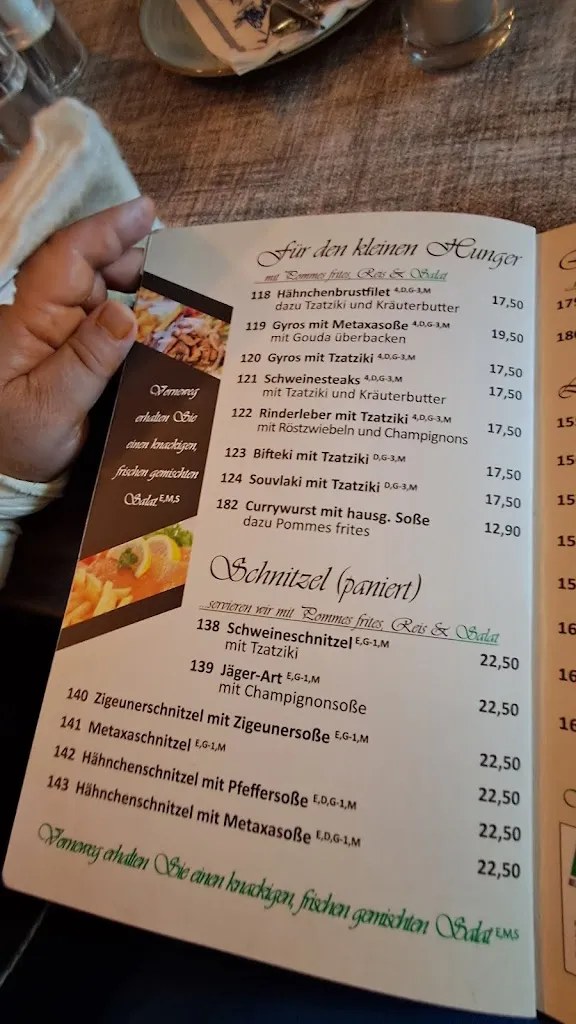 Für den kleinen Hunger
mit Pommes frites, Reis & Salat
118 Hähnchenbrustfilet 4,D,G-3,M
dazu Tzatziki und Kräuterbutter 17,50
119 Gyros mit Metaxasoße 4,D,G-3,M
mit Gouda überbacken 19,50
120 Gyros mit Tzatziki 4,D,G-3,M 17,50
121 Schweinesteaks 4,D,G-3,M
mit Tzatziki und Kräuterbutter 17,50
122 Rinderleber mit Tzatziki 4,D,G-3,M
mit Röstzwiebeln und Champignons 17,50
123 Bifteki mit Tzatziki D,G-3,M 17,50
124 Souvlaki mit Tzatziki D,G-3,M 17,50
182 Currywurst mit hausg. Soße
dazu Pommes frites 12,90
Vorneweg
erhalten Sie
einen knackigen,
frischen gemischten
Salat E,M,S
Schnitzel (paniert)
...servieren wir mit Pommes frites, Reis & Salat
138 Schweineschnitzel E,G-1,M
mit Tzatziki 22,50
139 Jäger-Art E,G-1,M
mit Champignonsoße 22,50
140 Zigeunerschnitzel mit Zigeunersoße E,G-1,M 22,50
141 Metaxaschnitzel E,G-1,M 22,50
142 Hähnchenschnitzel mit Pfeffersoße E,D,G-1,M 22,50
143 Hähnchenschnitzel mit Metaxasoße E,D,G-1,M 22,50
Vorneweg erhalten Sie einen knackigen, frischen gemischten Salat E,M,S